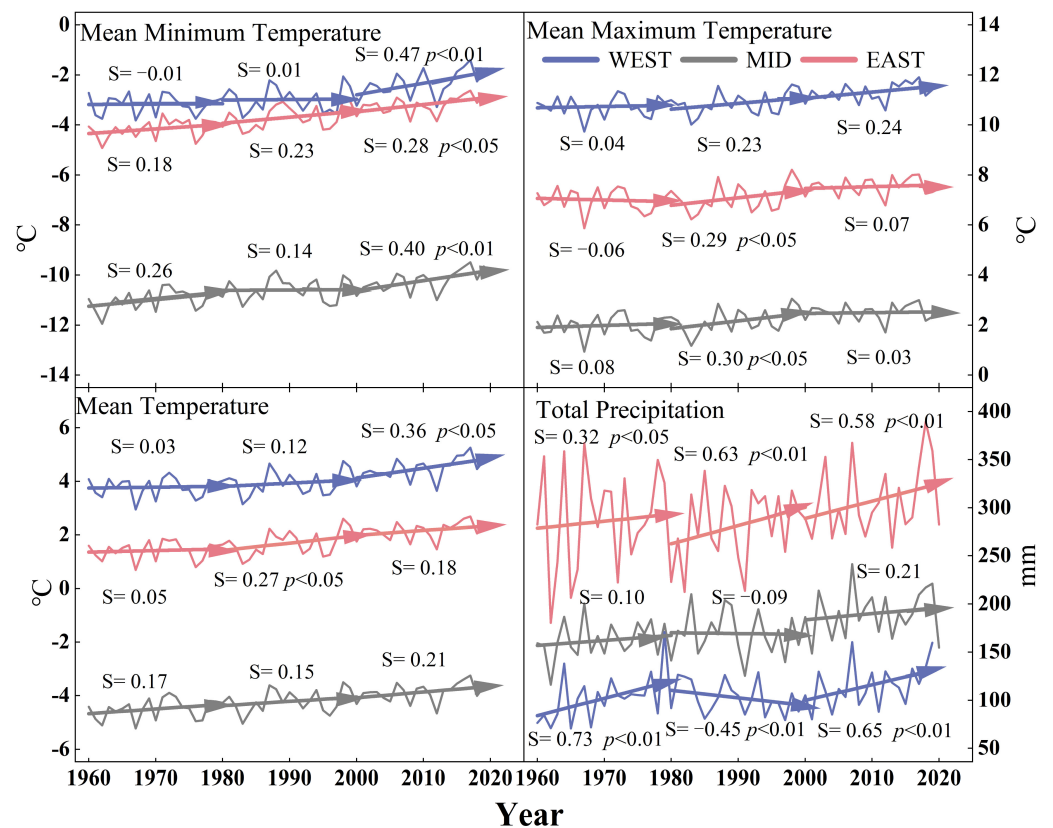 Mean Minimum Temperature
S= −0.01
S= 0.01
S= 0.47 p<0.01
S= 0.18
S= 0.23
S= 0.28 p<0.05
S= 0.26
S= 0.14
S= 0.40 p<0.01
0
-2
-4
-6
-8
-10
-12
-14
°C
Mean Maximum Temperature
WEST MID EAST
S= 0.04
S= 0.23
S= 0.24
S= −0.06
S= 0.29 p<0.05
S= 0.07
S= 0.08
S= 0.30 p<0.05
S= 0.03
14
12
10
8
6
4
2
0
°C
Mean Temperature
S= 0.03
S= 0.12
S= 0.36 p<0.05
S= 0.05
S= 0.27 p<0.05
S= 0.18
S= 0.17
S= 0.15
S= 0.21
6
4
2
0
-2
-4
-6
°C
1960 1970 1980 1990 2000 2010 2020
Total Precipitation
S= 0.32 p<0.05
S= 0.63 p<0.01
S= 0.58 p<0.01
S= 0.10
S= −0.09
S= 0.21
S= 0.73 p<0.01
S= −0.45 p<0.01
S= 0.65 p<0.01
400
350
300
250
200
150
100
50
mm
1960 1970 1980 1990 2000 2010 2020
Year